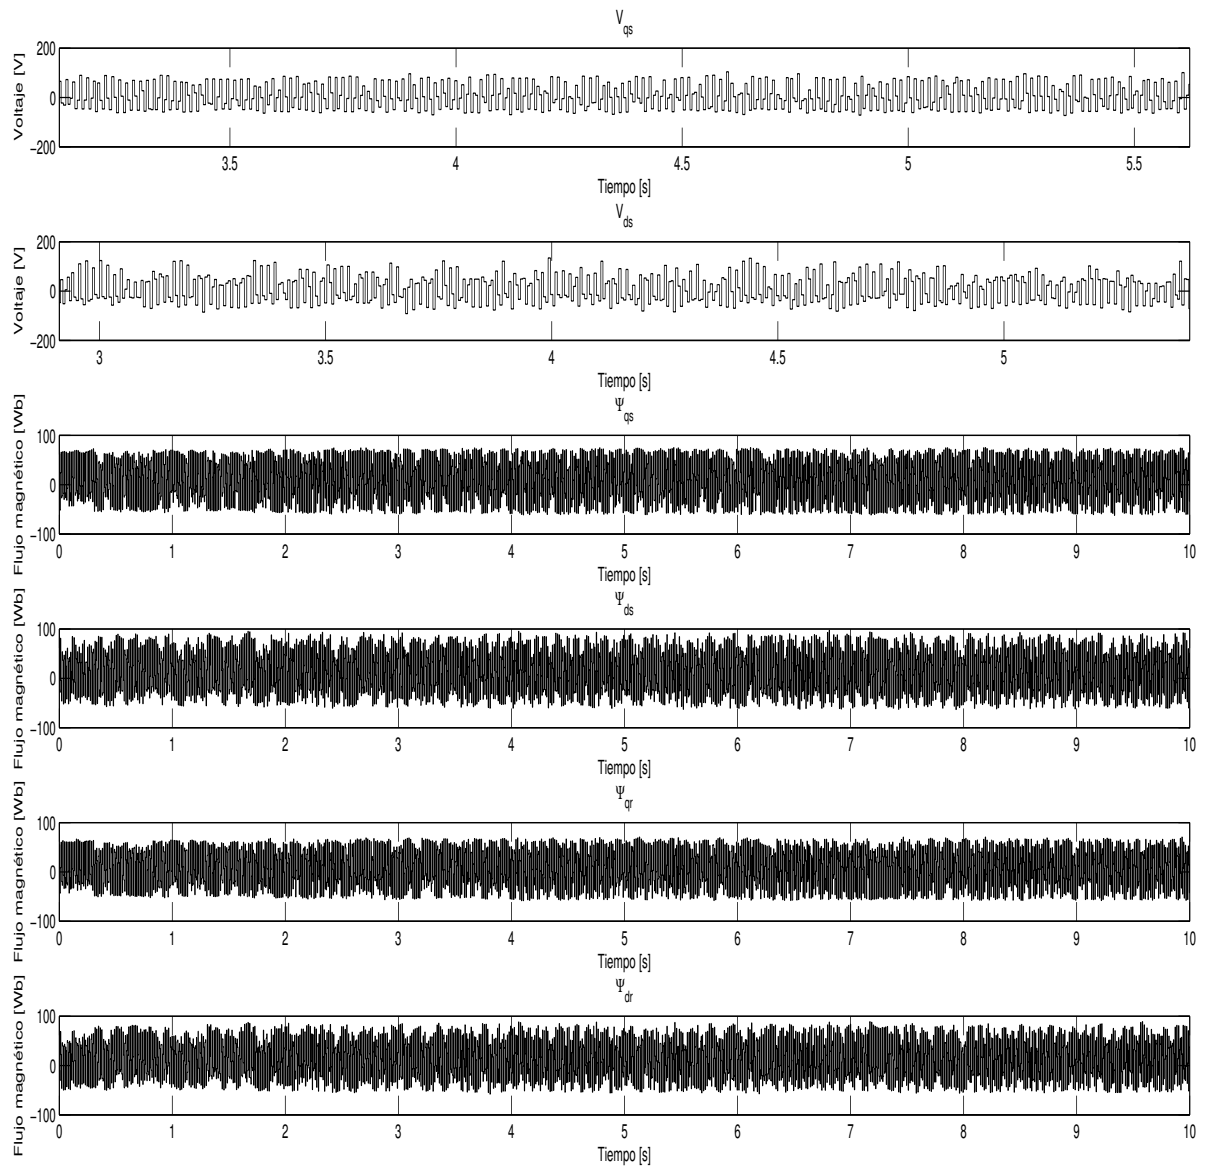 V_qs
Voltaje [V]
200
0
−200
3.5 4 4.5 5 5.5
Tiempo [s]
V_ds
Voltaje [V]
200
0
−200
3 3.5 4 4.5 5
Tiempo [s]
Ψ_qs
Flujo magnético [Wb]
100
0
−100
0 1 2 3 4 5 6 7 8 9 10
Tiempo [s]
Ψ_ds
Flujo magnético [Wb]
100
0
−100
0 1 2 3 4 5 6 7 8 9 10
Tiempo [s]
Ψ_qr
Flujo magnético [Wb]
100
0
−100
0 1 2 3 4 5 6 7 8 9 10
Tiempo [s]
Ψ_dr
Flujo magnético [Wb]
100
0
−100
0 1 2 3 4 5 6 7 8 9 10
Tiempo [s]